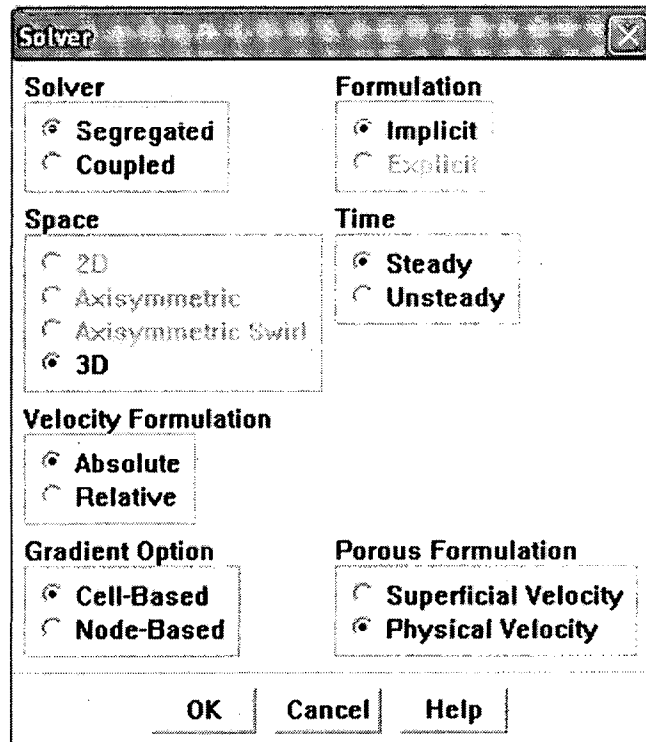 Solver
Solver
Segregated
Coupled
Formulation
Implicit
Explicit
Space
2D
Axisymmetric
Axisymmetric Swirl
3D
Time
Steady
Unsteady
Velocity Formulation
Absolute
Relative
Gradient Option
Cell-Based
Node-Based
Porous Formulation
Superficial Velocity
Physical Velocity
OK
Cancel
Help